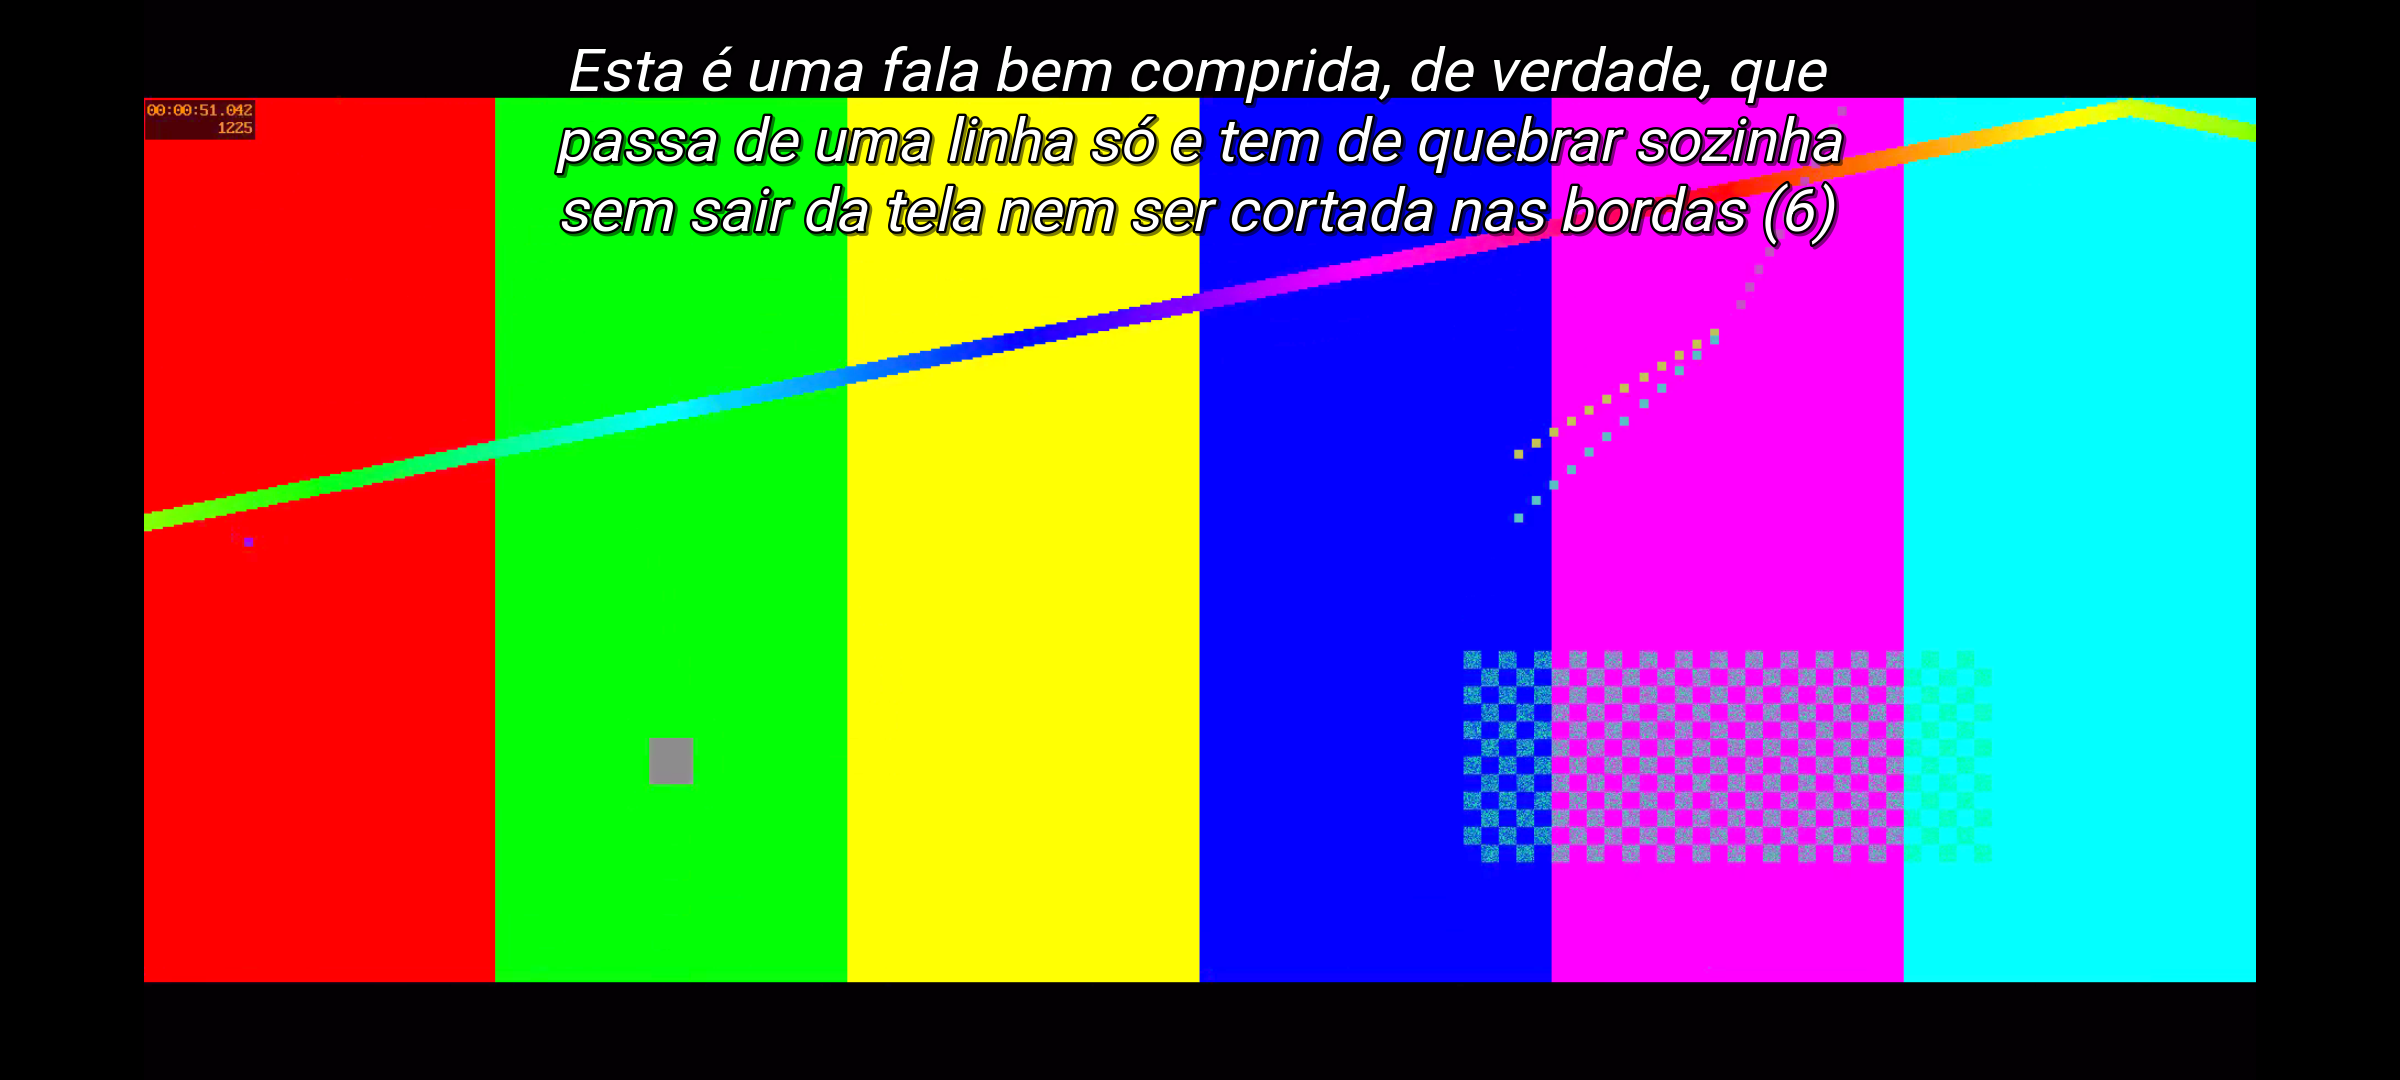 Esta é uma fala bem comprida, de verdade, que
passa de uma linha só e tem de quebrar sozinha
sem sair da tela nem ser cortada nas bordas (6)
00:00:51.042
1225